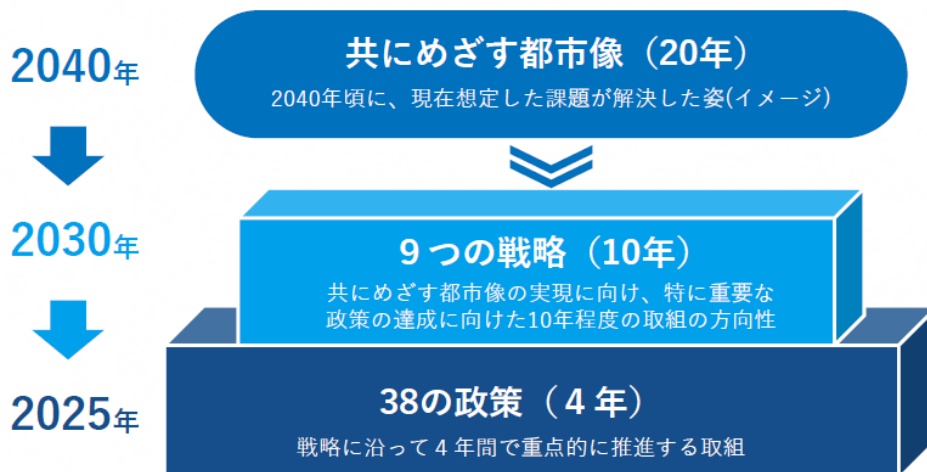 2040年
共にめざす都市像（20年）
2040年頃に、現在想定した課題が解決した姿(イメージ)
2030年
９つの戦略（10年）
共にめざす都市像の実現に向け、特に重要な
政策の達成に向けた10年程度の取組の方向性
2025年
38の政策（４年）
戦略に沿って４年間で重点的に推進する取組